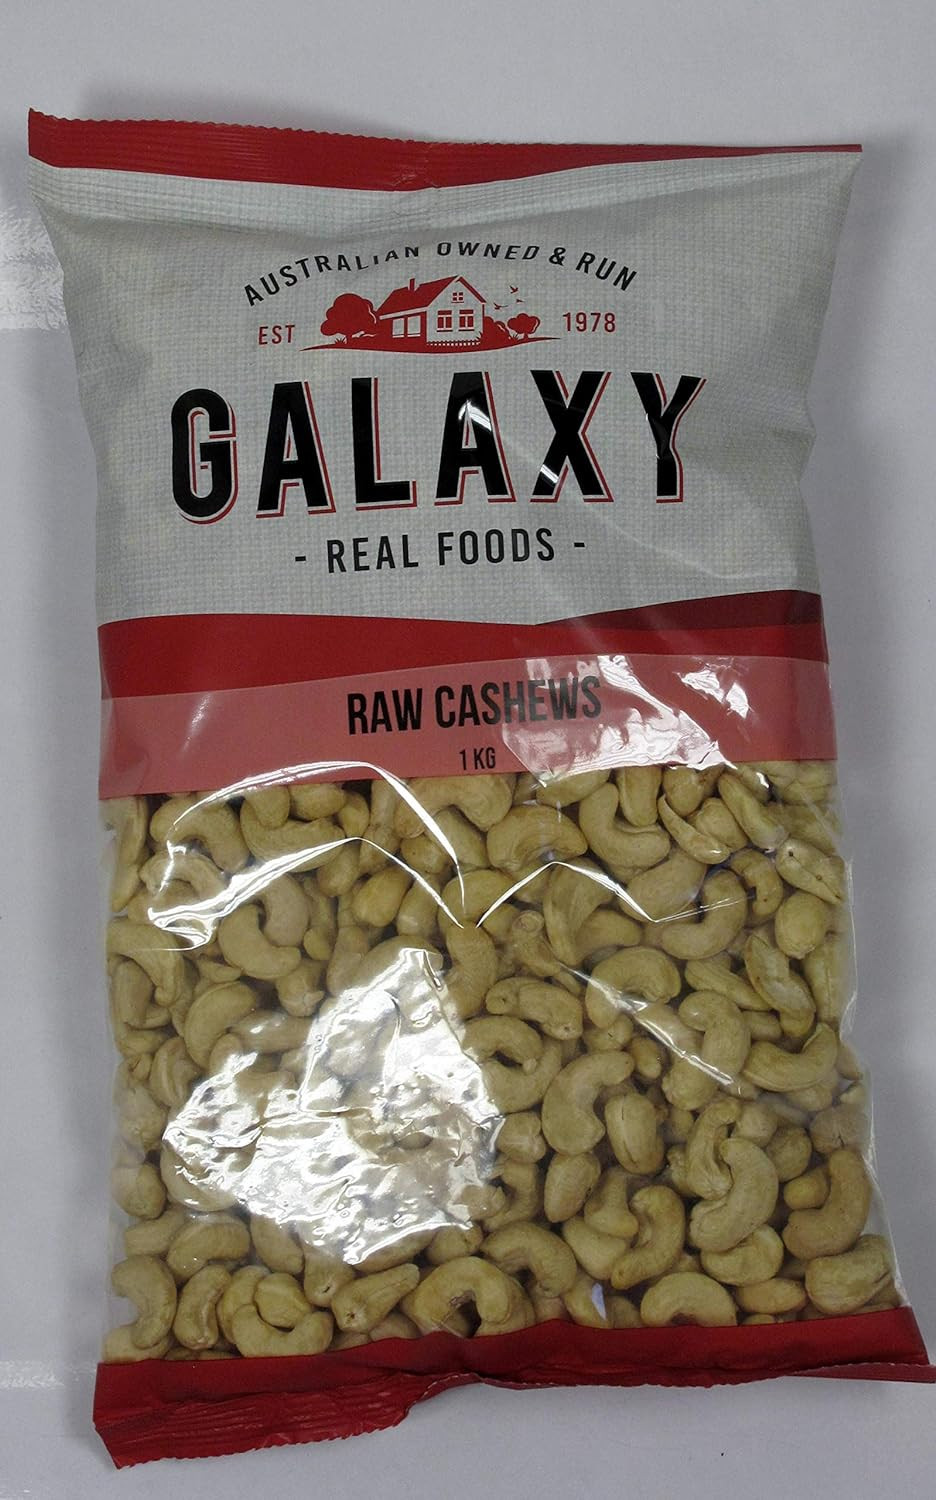 AUSTRALIAN OWNED & RUN
EST 1978
GALAXY
- REAL FOODS -
RAW CASHEWS
1 KG